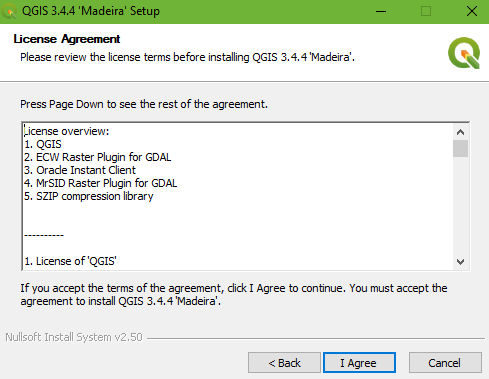 QGIS 3.4.4 'Madeira' Setup
License Agreement
Please review the license terms before installing QGIS 3.4.4 'Madeira'.
Press Page Down to see the rest of the agreement.
License overview:
1. QGIS
2. ECW Raster Plugin for GDAL
3. Oracle Instant Client
4. MrSID Raster Plugin for GDAL
5. SZIP compression library
----------
1. License of 'QGIS'
If you accept the terms of the agreement, click I Agree to continue. You must accept the
agreement to install QGIS 3.4.4 'Madeira'.
Nullsoft Install System v2.50
< Back
I Agree
Cancel